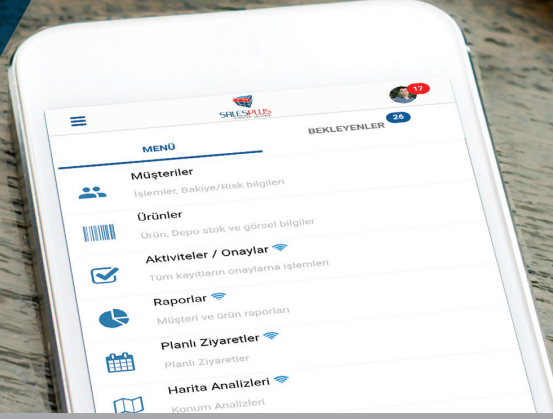 SALESPLUS
17
MENÜ
BEKLEYENLER 26
Müşteriler
İşlemler, Bakiye/Risk bilgileri
Ürünler
Ürün, Depo stok ve görsel bilgiler
Aktiviteler / Onaylar
Tüm kayıtların onaylama işlemleri
Raporlar
Müşteri ve ürün raporları
Planlı Ziyaretler
Planlı Ziyaretler
Harita Analizleri
Konum Analizleri